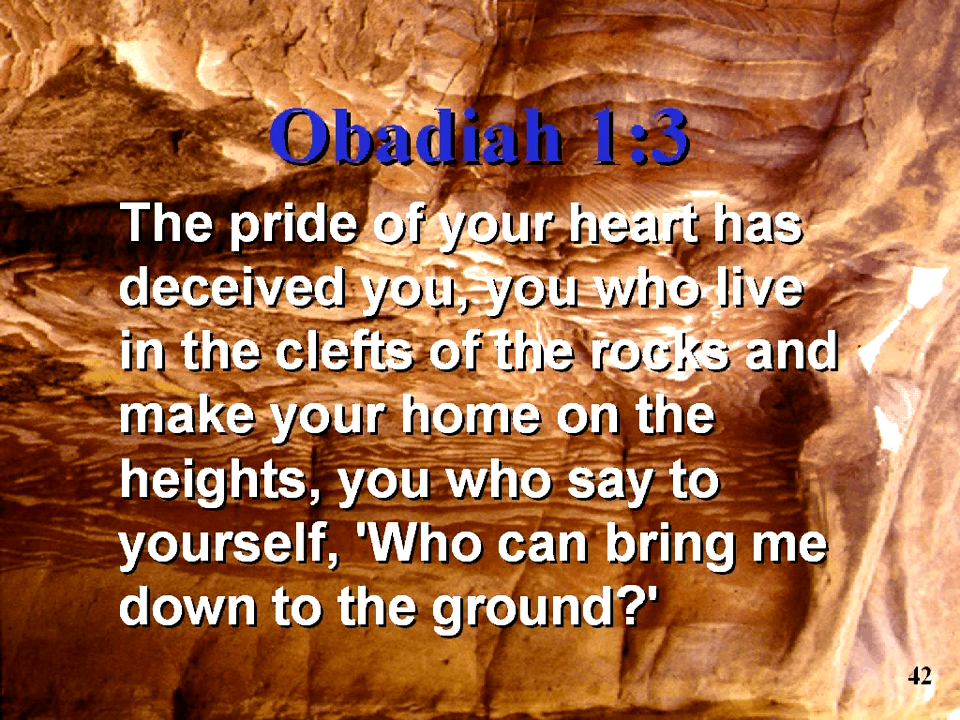 Obadiah 1:3
The pride of your heart has
deceived you, you who live
in the clefts of the rocks and
make your home on the
heights, you who say to
yourself, 'Who can bring me
down to the ground?'
42